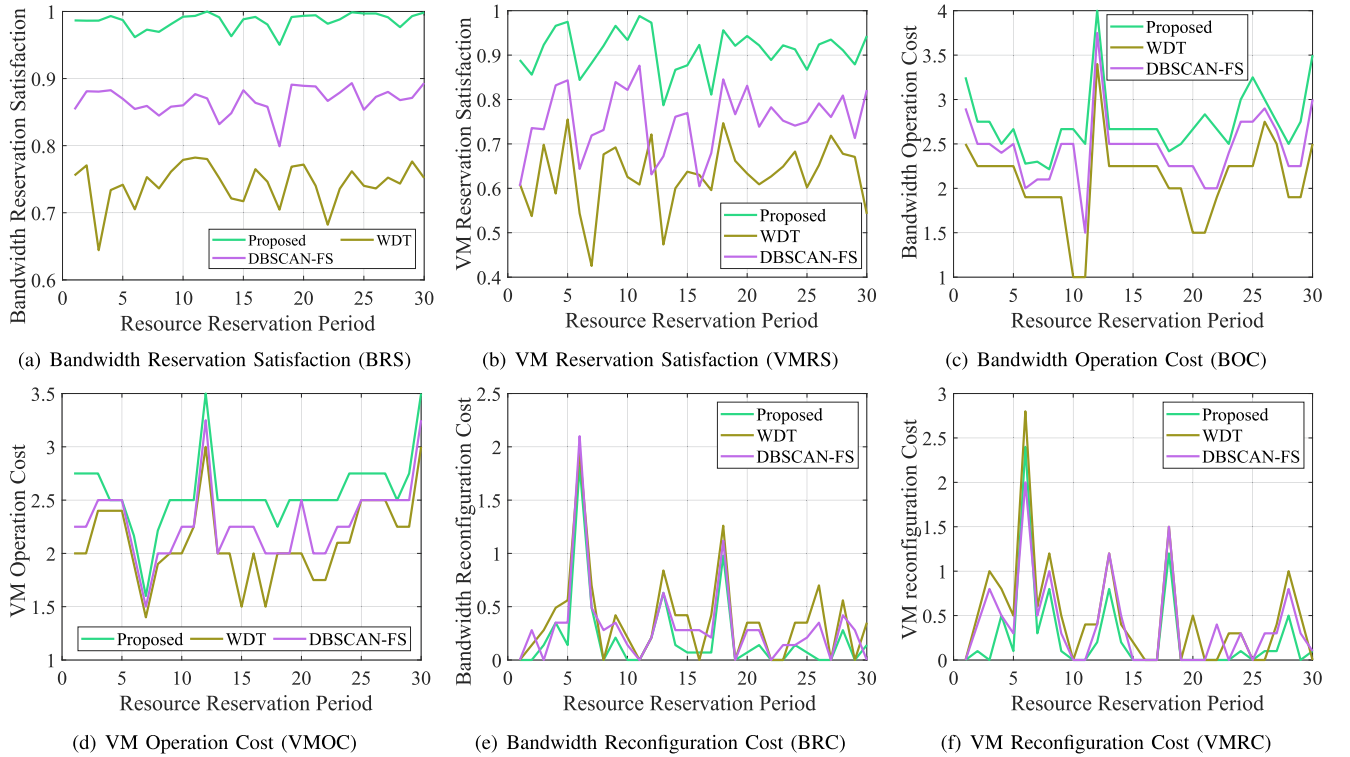 Bandwidth Reservation Satisfaction
1
0.9
0.8
0.7
0.6
Proposed
WDT
DBSCAN-FS
0 5 10 15 20 25 30
Resource Reservation Period
(a) Bandwidth Reservation Satisfaction (BRS)
VM Reservation Satisfaction
1
0.9
0.8
0.7
0.6
0.5
0.4
Proposed
WDT
DBSCAN-FS
0 5 10 15 20 25 30
Resource Reservation Period
(b) VM Reservation Satisfaction (VMRS)
Bandwidth Operation Cost
4
3.5
3
2.5
2
1.5
1
Proposed
WDT
DBSCAN-FS
0 5 10 15 20 25 30
Resource Reservation Period
(c) Bandwidth Operation Cost (BOC)
VM Operation Cost
3.5
3
2.5
2
1.5
1
Proposed WDT DBSCAN-FS
0 5 10 15 20 25 30
Resource Reservation Period
(d) VM Operation Cost (VMOC)
Bandwidth Reconfiguration Cost
2.5
2
1.5
1
0.5
0
Proposed
WDT
DBSCAN-FS
0 5 10 15 20 25 30
Resource Reservation Period
(e) Bandwidth Reconfiguration Cost (BRC)
VM reconfiguration Cost
3
2.5
2
1.5
1
0.5
0
Proposed
WDT
DBSCAN-FS
0 5 10 15 20 25 30
Resource Reservation Period
(f) VM Reconfiguration Cost (VMRC)